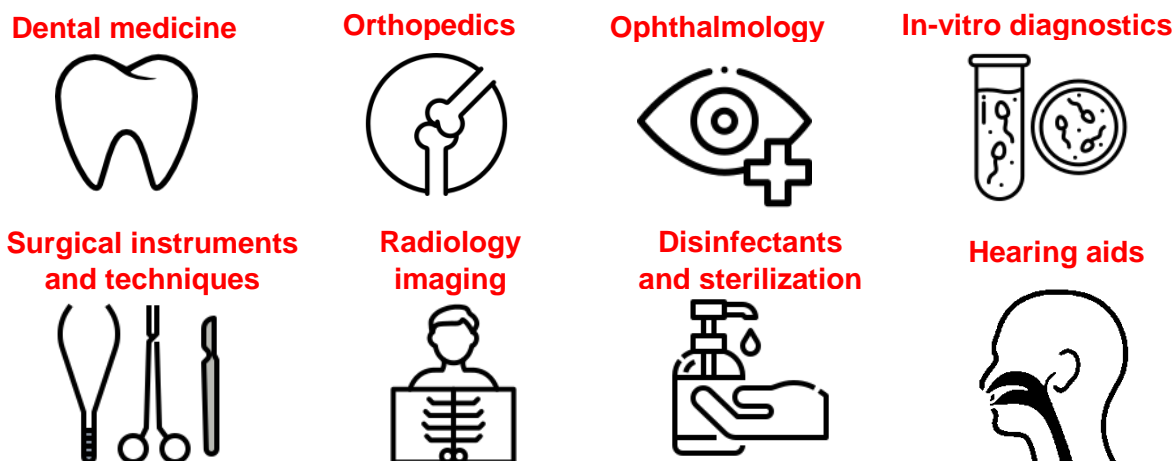 Dental medicine
Orthopedics
Ophthalmology
In-vitro diagnostics
Surgical instruments
and techniques
Radiology
imaging
Disinfectants
and sterilization
Hearing aids